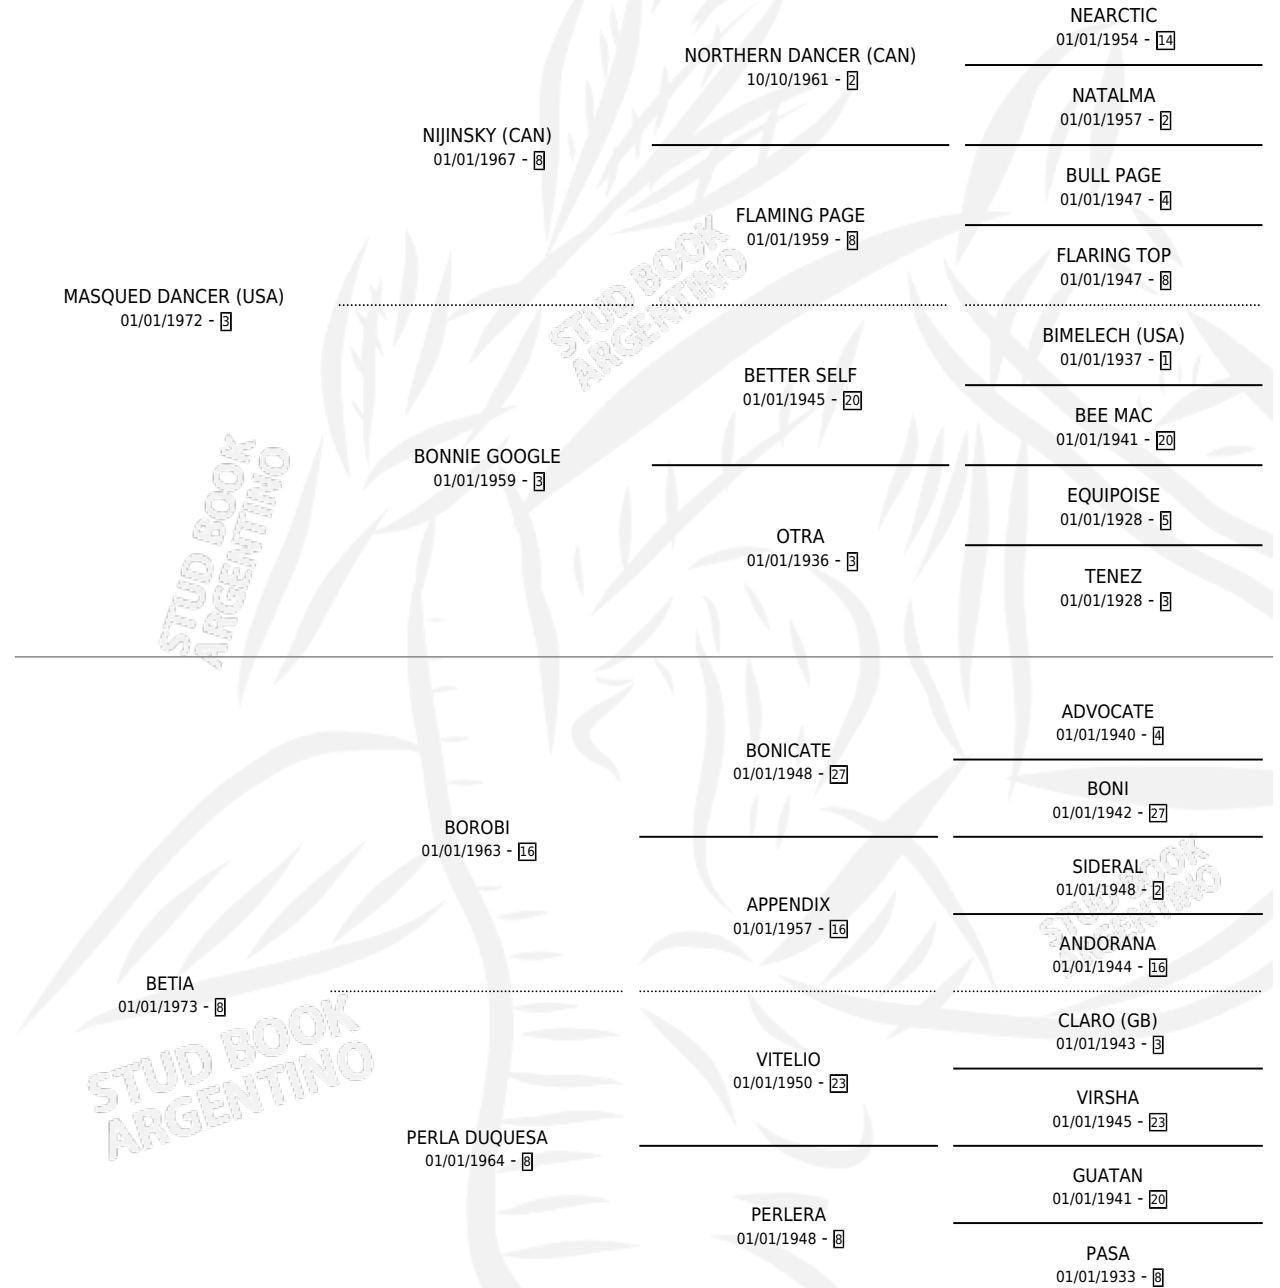 NEARCTIC
01/01/1954 - 14
NORTHERN DANCER (CAN)
10/10/1961 - 2
NATALMA
01/01/1957 - 2
NIJINSKY (CAN)
01/01/1967 - 8
BULL PAGE
01/01/1947 - 4
FLAMING PAGE
01/01/1959 - 8
FLARING TOP
01/01/1947 - 8
MASQUED DANCER (USA)
01/01/1972 - 3
STUD BOOK
ARGENTINO
BIMELECH (USA)
01/01/1937 - 1
BETTER SELF
01/01/1945 - 20
BEE MAC
01/01/1941 - 20
BONNIE GOOGLE
01/01/1959 - 3
EQUIPOISE
01/01/1928 - 5
OTRA
01/01/1936 - 3
TENEZ
01/01/1928 - 3
STUD BOOK
ARGENTINO
ADVOCATE
01/01/1940 - 4
BONICATE
01/01/1948 - 27
BONI
01/01/1942 - 27
BOROBI
01/01/1963 - 16
SIDERAL
01/01/1948 - 2
APPENDIX
01/01/1957 - 16
STUD BOOK
ARGENTINO
ANDORANA
01/01/1944 - 16
BETIA
01/01/1973 - 8
CLARO (GB)
01/01/1943 - 3
VITELIO
01/01/1950 - 23
VIRSHA
01/01/1945 - 23
STUD BOOK
ARGENTINO
PERLA DUQUESA
01/01/1964 - 8
GUATAN
01/01/1941 - 20
PERLERA
01/01/1948 - 8
PASA
01/01/1933 - 8